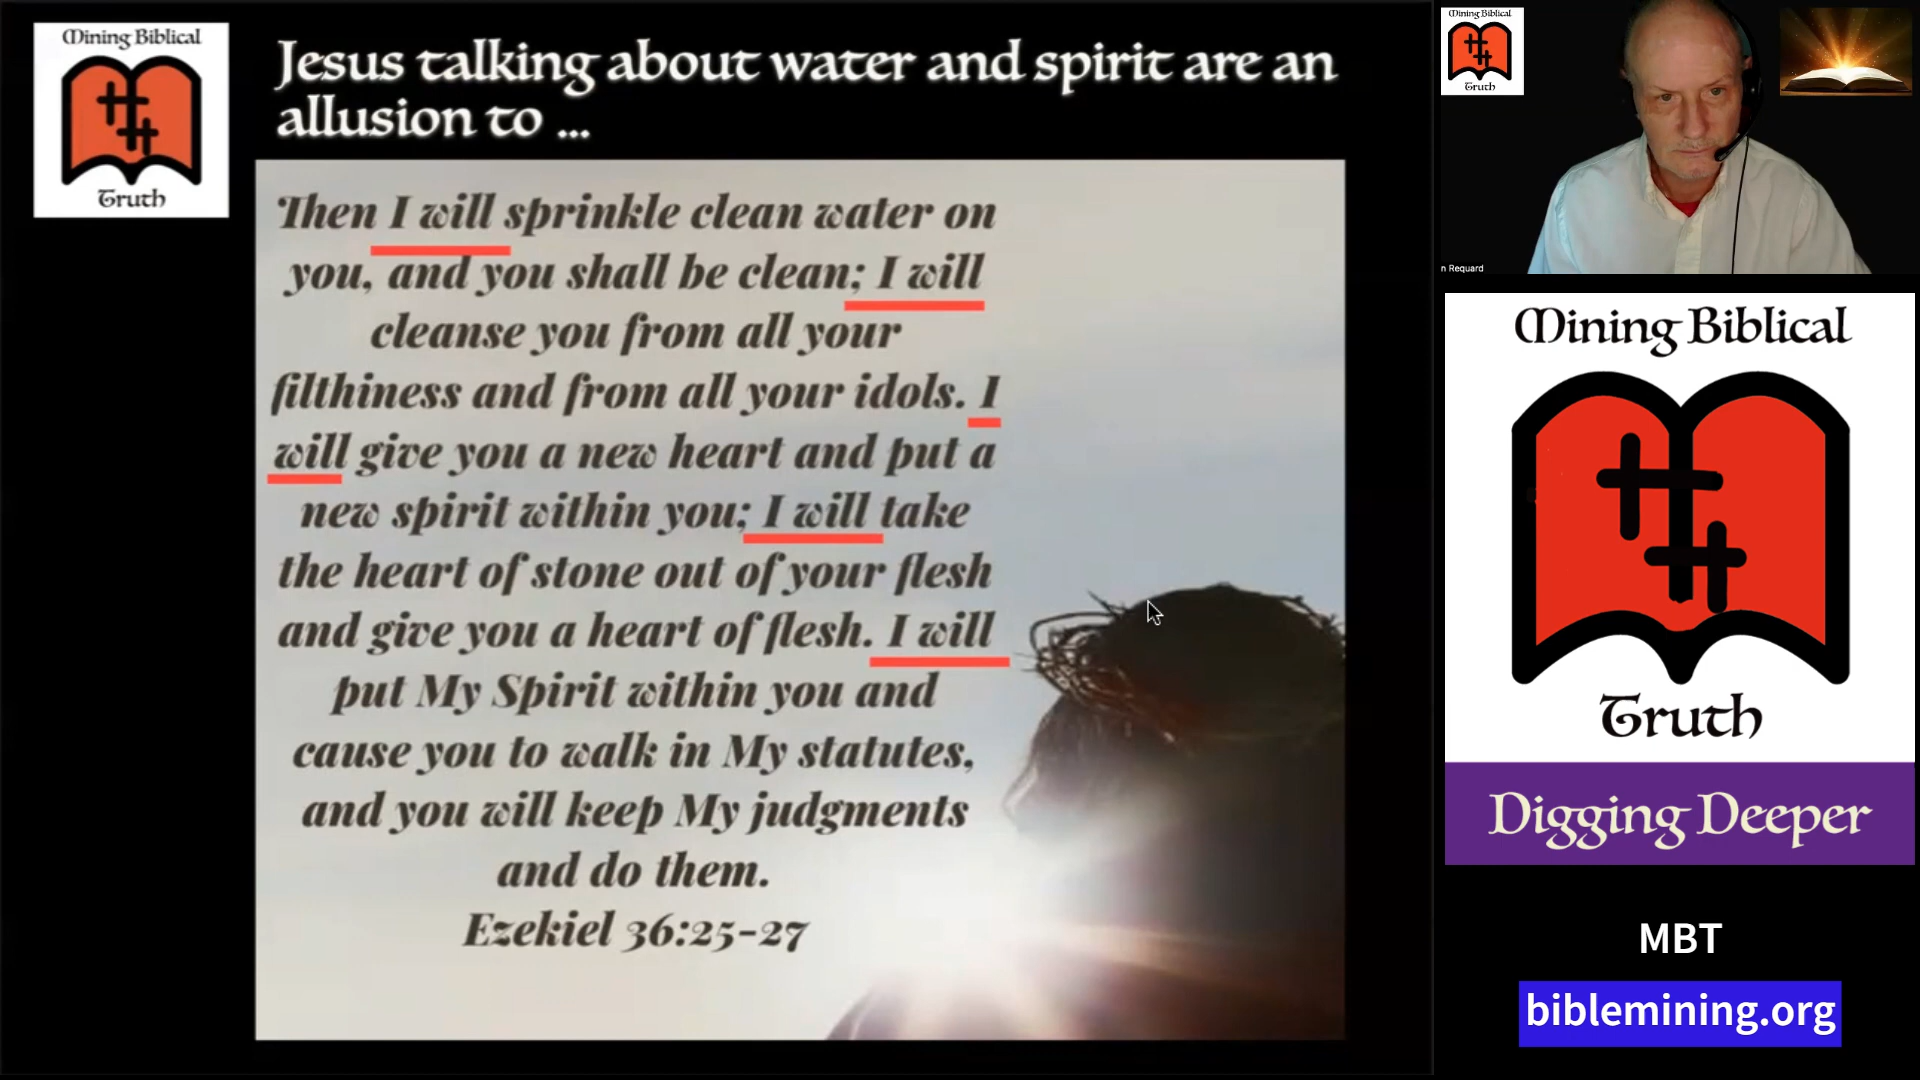 Mining Biblical
Truth
Jesus talking about water and spirit are an
allusion to ...
Then I will sprinkle clean water on
you, and you shall be clean; I will
cleanse you from all your
filthiness and from all your idols. I
will give you a new heart and put a
new spirit within you; I will take
the heart of stone out of your flesh
and give you a heart of flesh. I will
put My Spirit within you and
cause you to walk in My statutes,
and you will keep My judgments
and do them.
Ezekiel 36:25-27
Mining Biblical
Truth
n Requard
Mining Biblical
Truth
Digging Deeper
MBT
biblemining.org